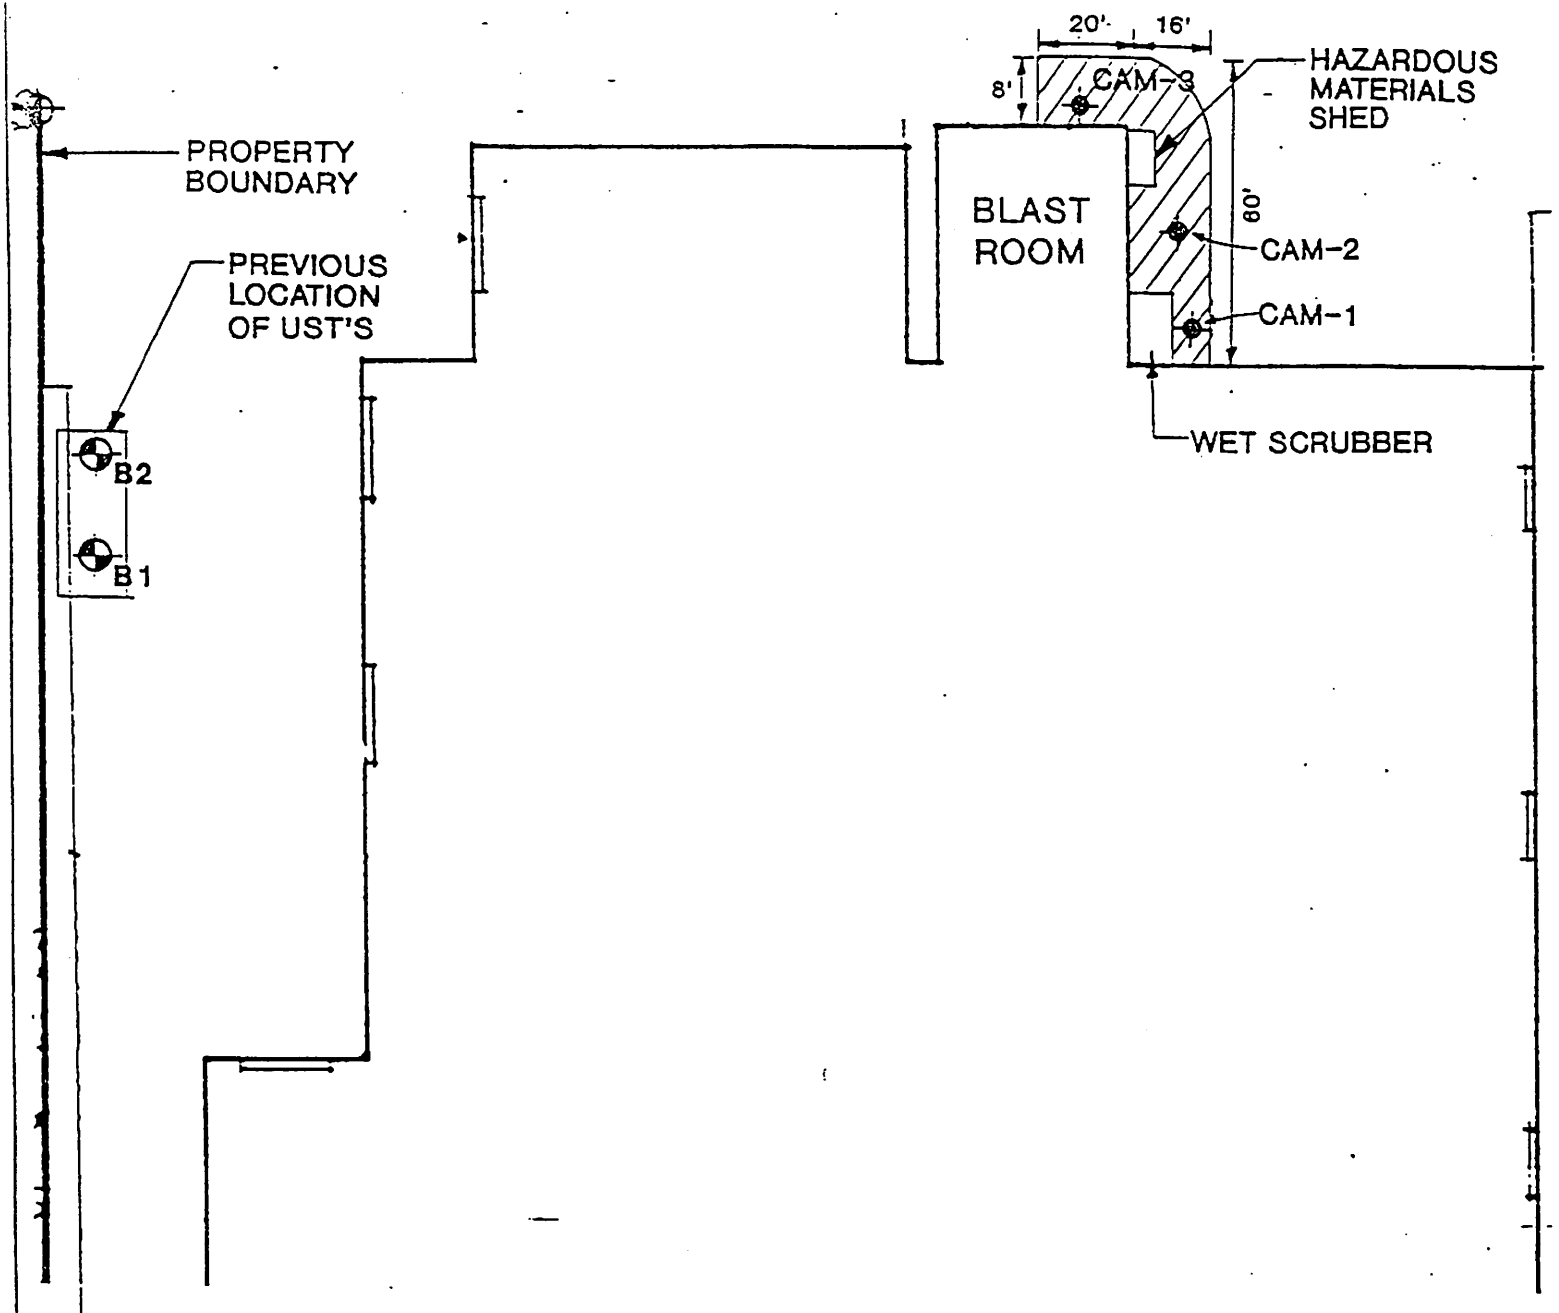 20'
16'
8'
CAM-3
HAZARDOUS
MATERIALS
SHED
PROPERTY
BOUNDARY
BLAST
ROOM
60'
CAM-2
PREVIOUS
LOCATION
OF UST'S
CAM-1
WET SCRUBBER
B2
B1